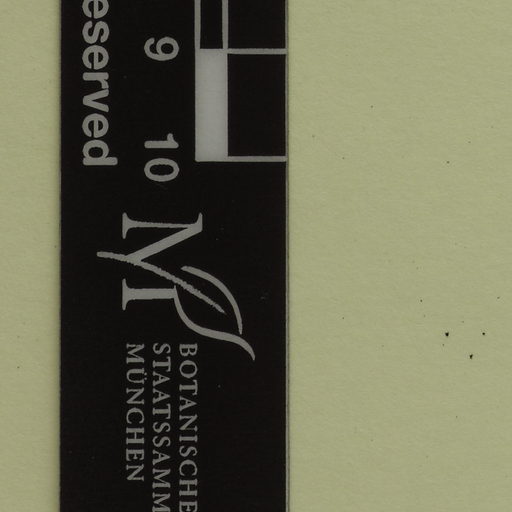 eserved
9 10
BOTANISCHE
STAATSSAMM
MÜNCHEN